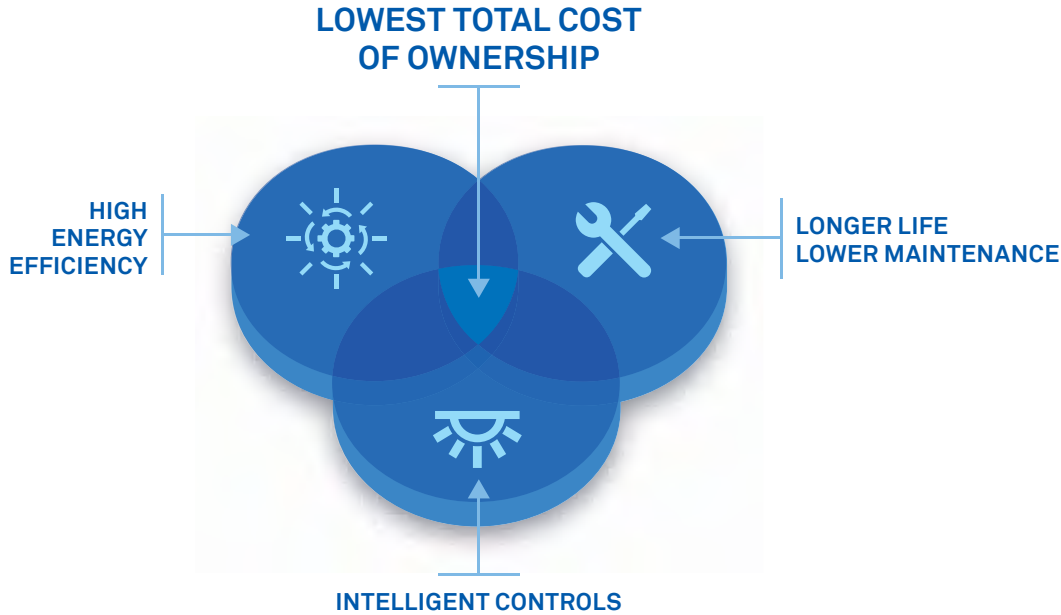 LOWEST TOTAL COST
OF OWNERSHIP
HIGH
ENERGY
EFFICIENCY
LONGER LIFE
LOWER MAINTENANCE
INTELLIGENT CONTROLS